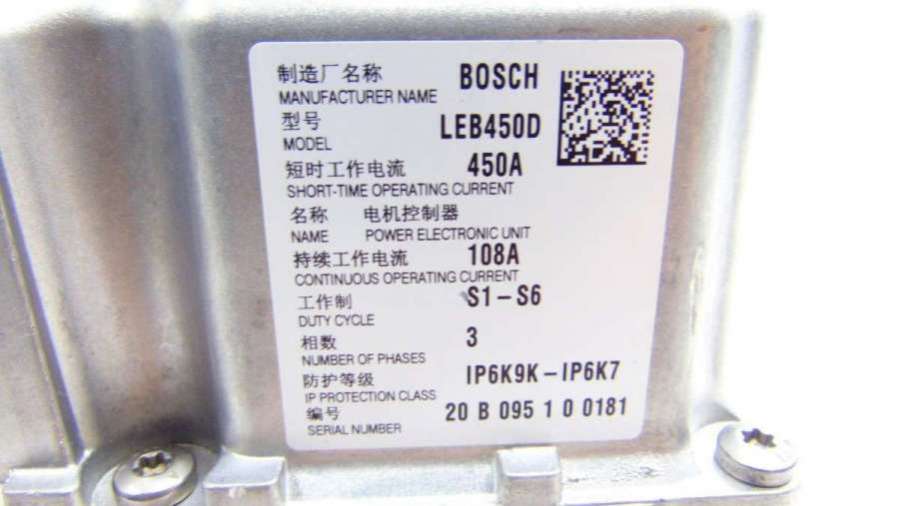 制造厂名称 BOSCH
MANUFACTURER NAME
型号 LEB450D
MODEL
短时工作电流 450A
SHORT-TIME OPERATING CURRENT
名称 电机控制器
NAME POWER ELECTRONIC UNIT
持续工作电流 108A
CONTINUOUS OPERATING CURRENT
工作制 S1-S6
DUTY CYCLE
相数 3
NUMBER OF PHASES
防护等级 IP6K9K-IP6K7
IP PROTECTION CLASS
编号 20 B 095 1 0 0181
SERIAL NUMBER